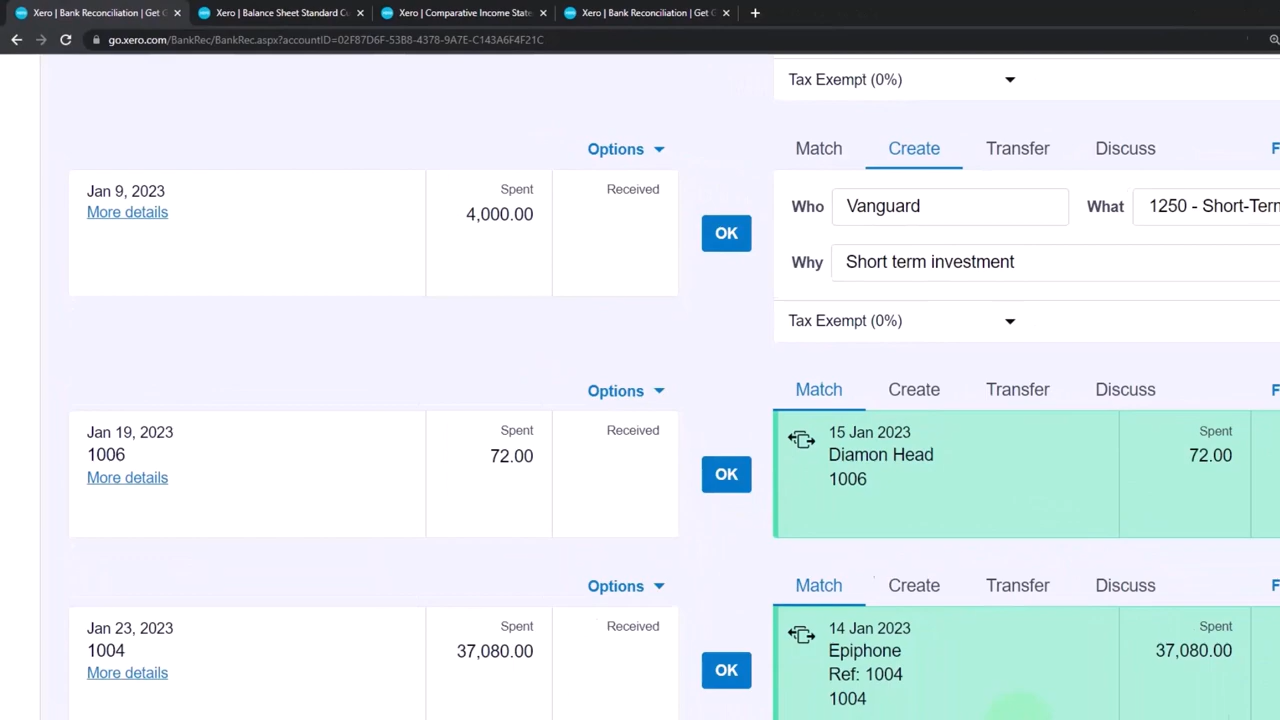 Xero | Bank Reconciliation | Get G
Xero | Balance Sheet Standard Cu
Xero | Comparative Income State
Xero | Bank Reconciliation | Get G
go.xero.com/BankRec/BankRec.aspx?accountID=02F87D6F-53B8-4378-9A7E-C143A6F4F21C
Tax Exempt (0%)
Options
Match Create Transfer Discuss F
Jan 9, 2023
More details
Spent
4,000.00
Received
OK
Who Vanguard What 1250 - Short-Term
Why Short term investment
Tax Exempt (0%)
Options
Match Create Transfer Discuss F
Jan 19, 2023
1006
More details
Spent
72.00
Received
OK
15 Jan 2023
Diamon Head
1006
Spent
72.00
Options
Match Create Transfer Discuss F
Jan 23, 2023
1004
More details
Spent
37,080.00
Received
OK
14 Jan 2023
Epiphone
Ref: 1004
1004
Spent
37,080.00